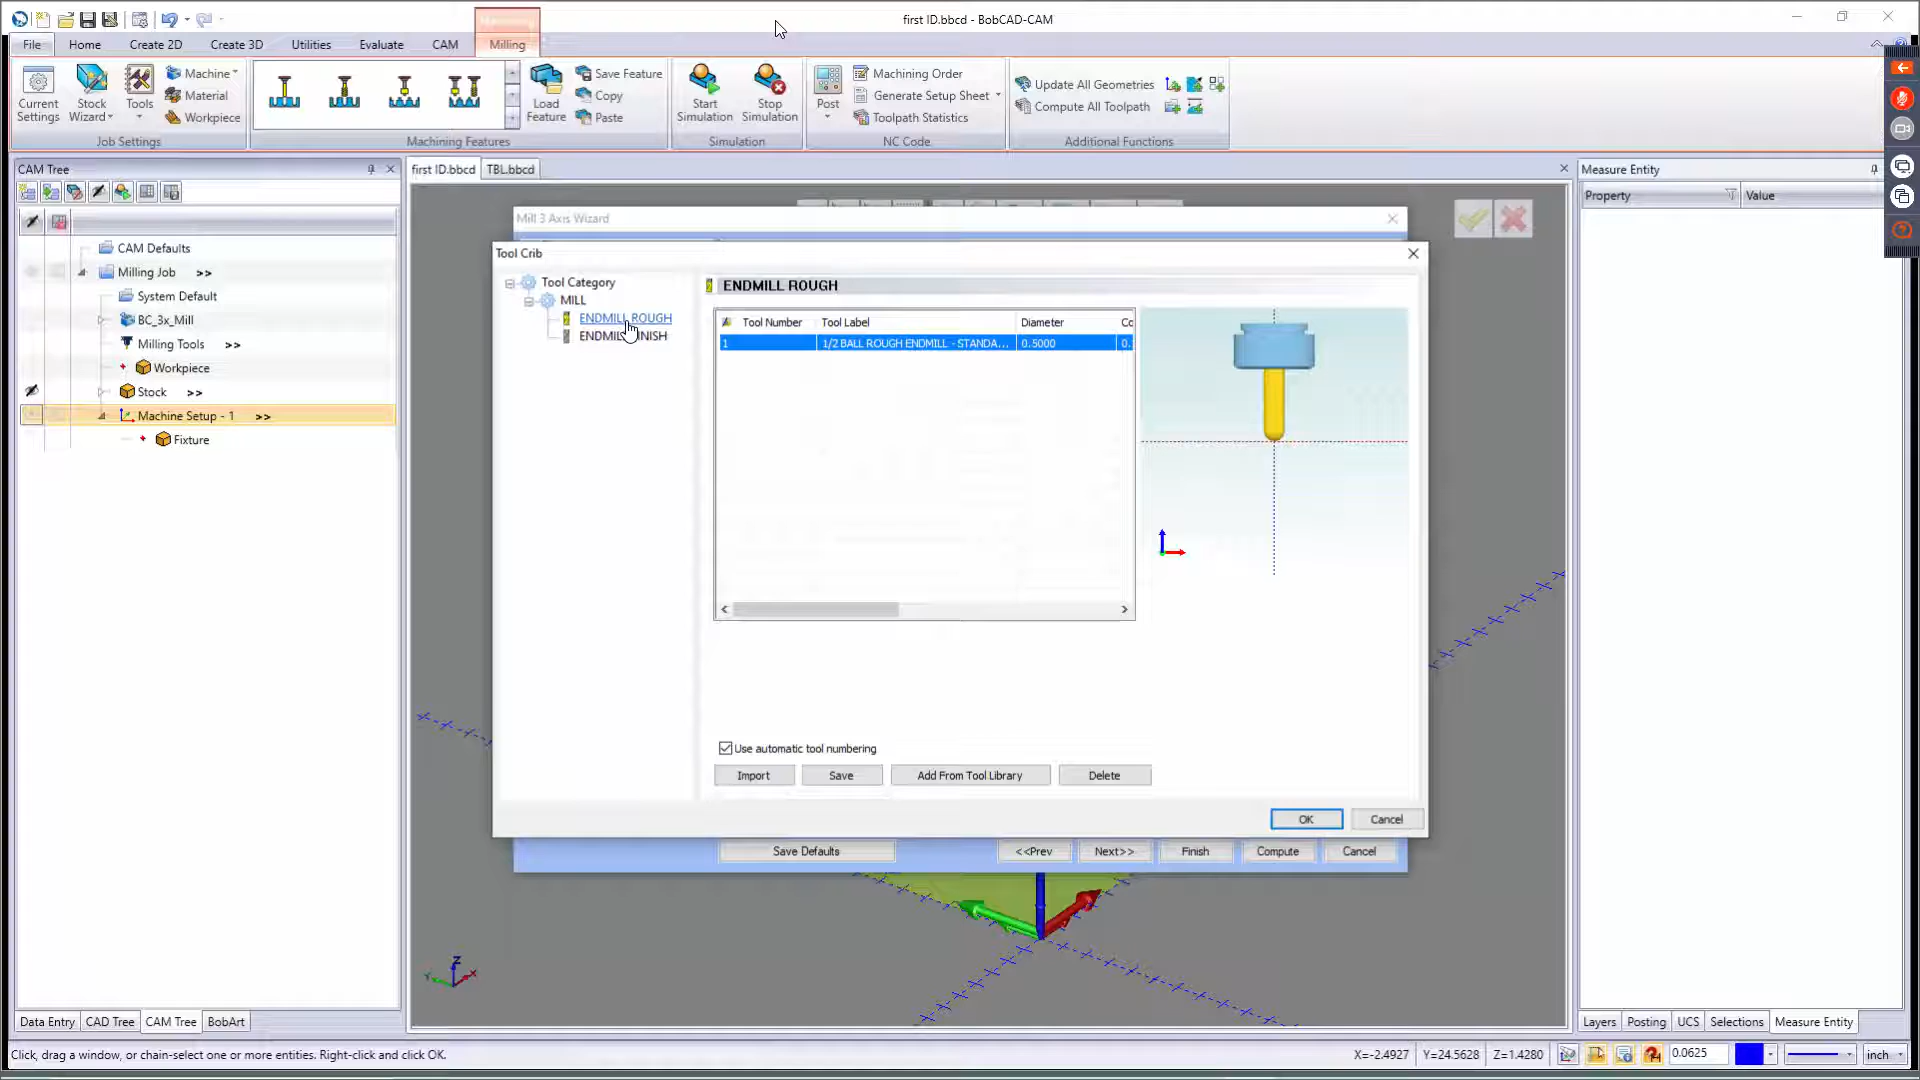 first ID.bbcd - BobCAD-CAM
File Home Create 2D Create 3D Utilities Evaluate CAM Milling
Current Settings
Stock Wizard
Tools
Machine
Material
Workpiece
Job Settings
Machining Features
Load Feature
Save Feature
Copy
Paste
Start Simulation
Stop Simulation
Simulation
Post
Machining Order
Generate Setup Sheet
Toolpath Statistics
NC Code
Update All Geometries
Compute All Toolpath
Additional Functions
CAM Tree
first ID.bbcd TBL.bbcd
Measure Entity
Property Value
CAM Defaults
Milling Job >>
System Default
BC_3x_Mill
Milling Tools >>
Workpiece
Stock >>
Machine Setup - 1 >>
Fixture
Mill 3 Axis Wizard
Tool Crib
Tool Category
MILL
ENDMILL ROUGH
ENDMILL FINISH
ENDMILL ROUGH
Tool Number Tool Label Diameter Co
1 1/2 BALL ROUGH ENDMILL - STANDA... 0.5000 0.
Use automatic tool numbering
Import Save Add From Tool Library Delete
OK Cancel
Save Defaults <<Prev Next>> Finish Compute Cancel
Z
Y X
Data Entry CAD Tree CAM Tree BobArt
Layers Posting UCS Selections Measure Entity
Click, drag a window, or chain-select one or more entities. Right-click and click OK.
X=-2.4927 Y=24.5628 Z=1.4280 0.0625 inch